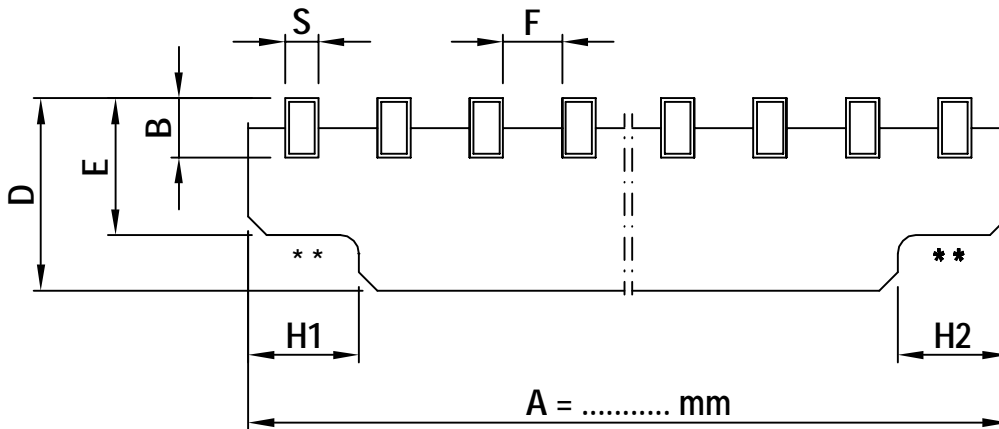 S F
B
E
D
* * **
H1 H2
A = ........... mm